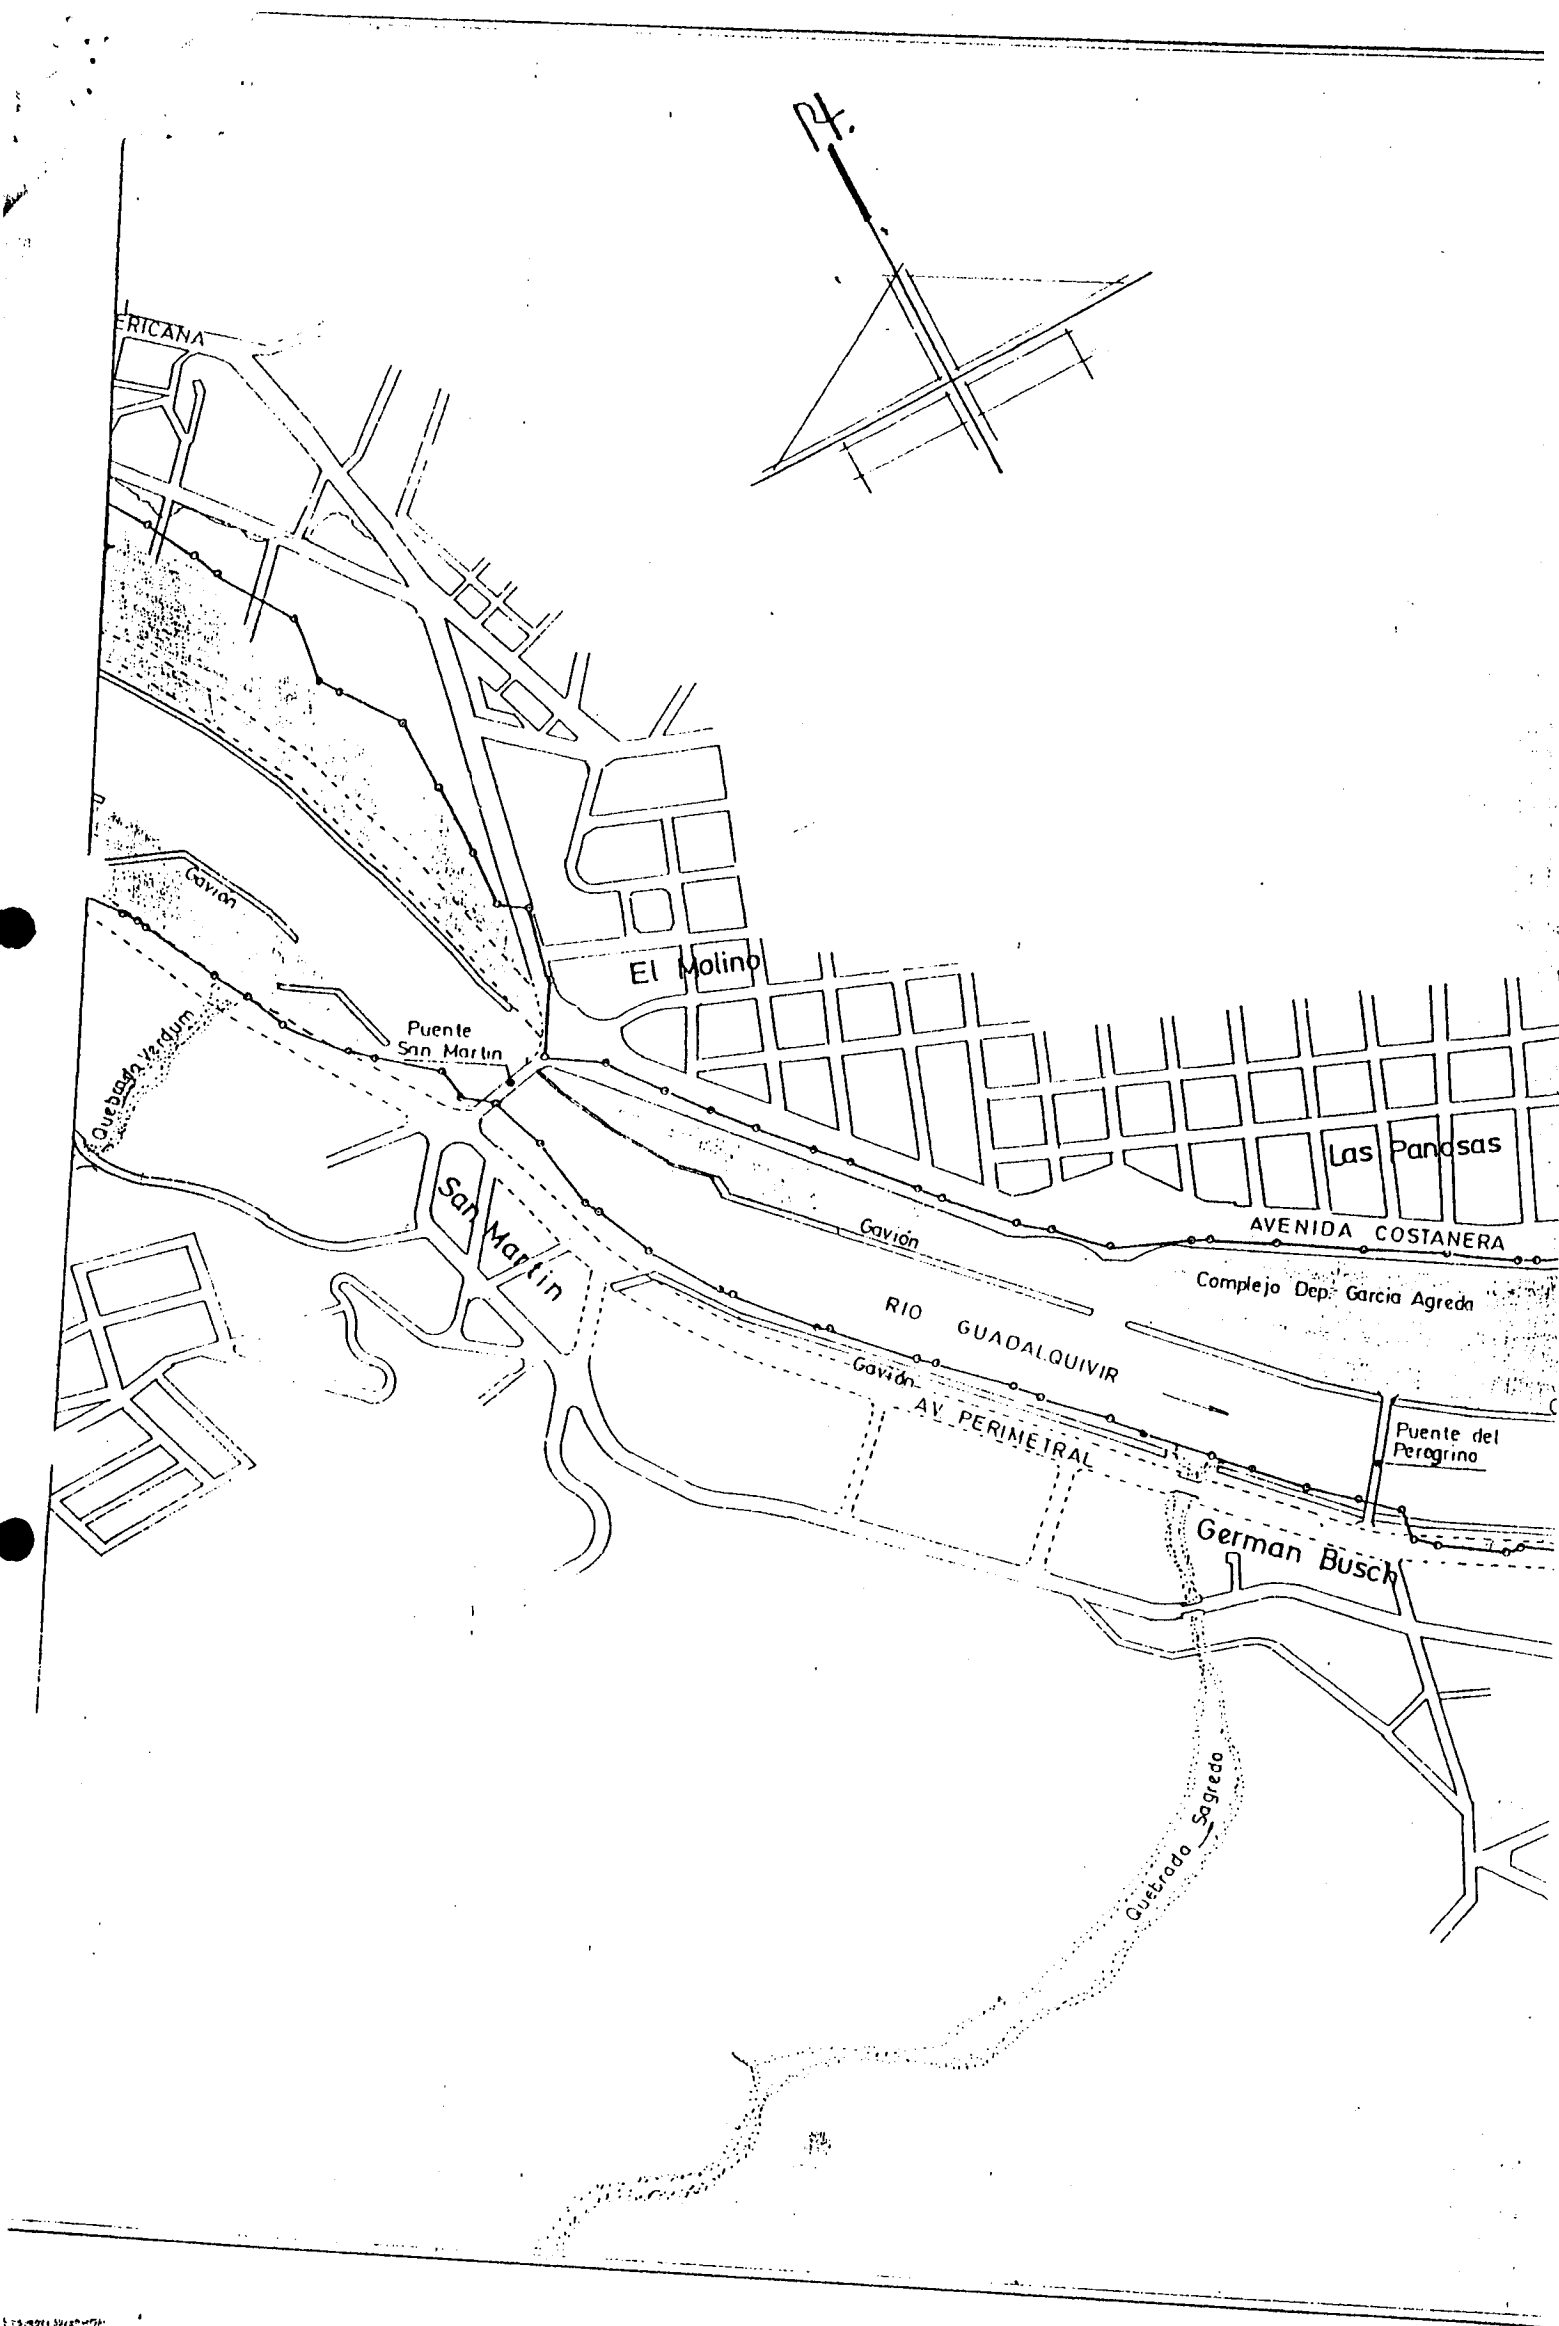 ERICANA
Gavión
El Molino
Puente
San Martin
Quebrada Verdum
Las Panosas
San Martin
AVENIDA COSTANERA
Gavión
Complejo Dep. Garcia Agreda
RIO GUADALQUIVIR
Gavión
AV PERIMETRAL
Puente del
Peregrino
German Busch
Quebrada Sagredo